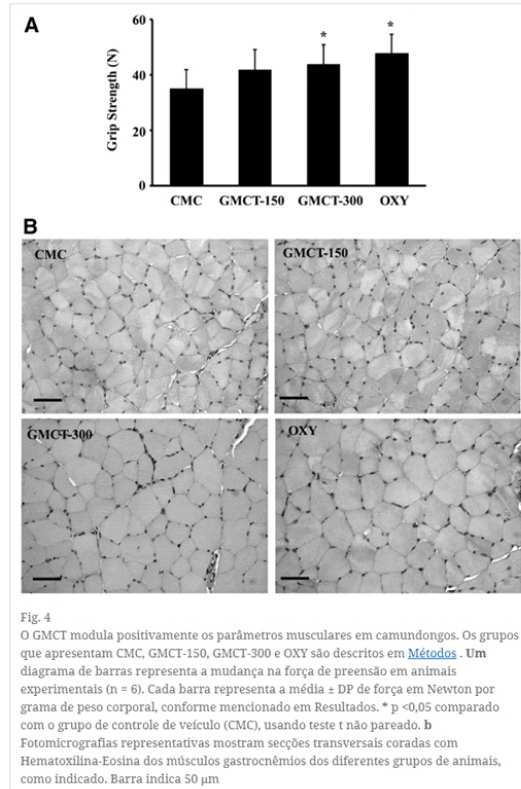 A
Grip Strength (N)
60
40
20
0
*
*
CMC GMCT-150 GMCT-300 OXY
B
CMC
GMCT-150
GMCT-300
OXY
Fig. 4
O GMCT modula positivamente os parâmetros musculares em camundongos. Os grupos
que apresentam CMC, GMCT-150, GMCT-300 e OXY são descritos em Métodos . Um
diagrama de barras representa a mudança na força de preensão em animais
experimentais (n = 6). Cada barra representa a média ± DP de força em Newton por
grama de peso corporal, conforme mencionado em Resultados. * p <0,05 comparado
com o grupo de controle de veículo (CMC), usando teste t não pareado. b
Fotomicrografias representativas mostram secções transversais coradas com
Hematoxilina-Eosina dos músculos gastrocnêmios dos diferentes grupos de animais,
como indicado. Barra indica 50 μm